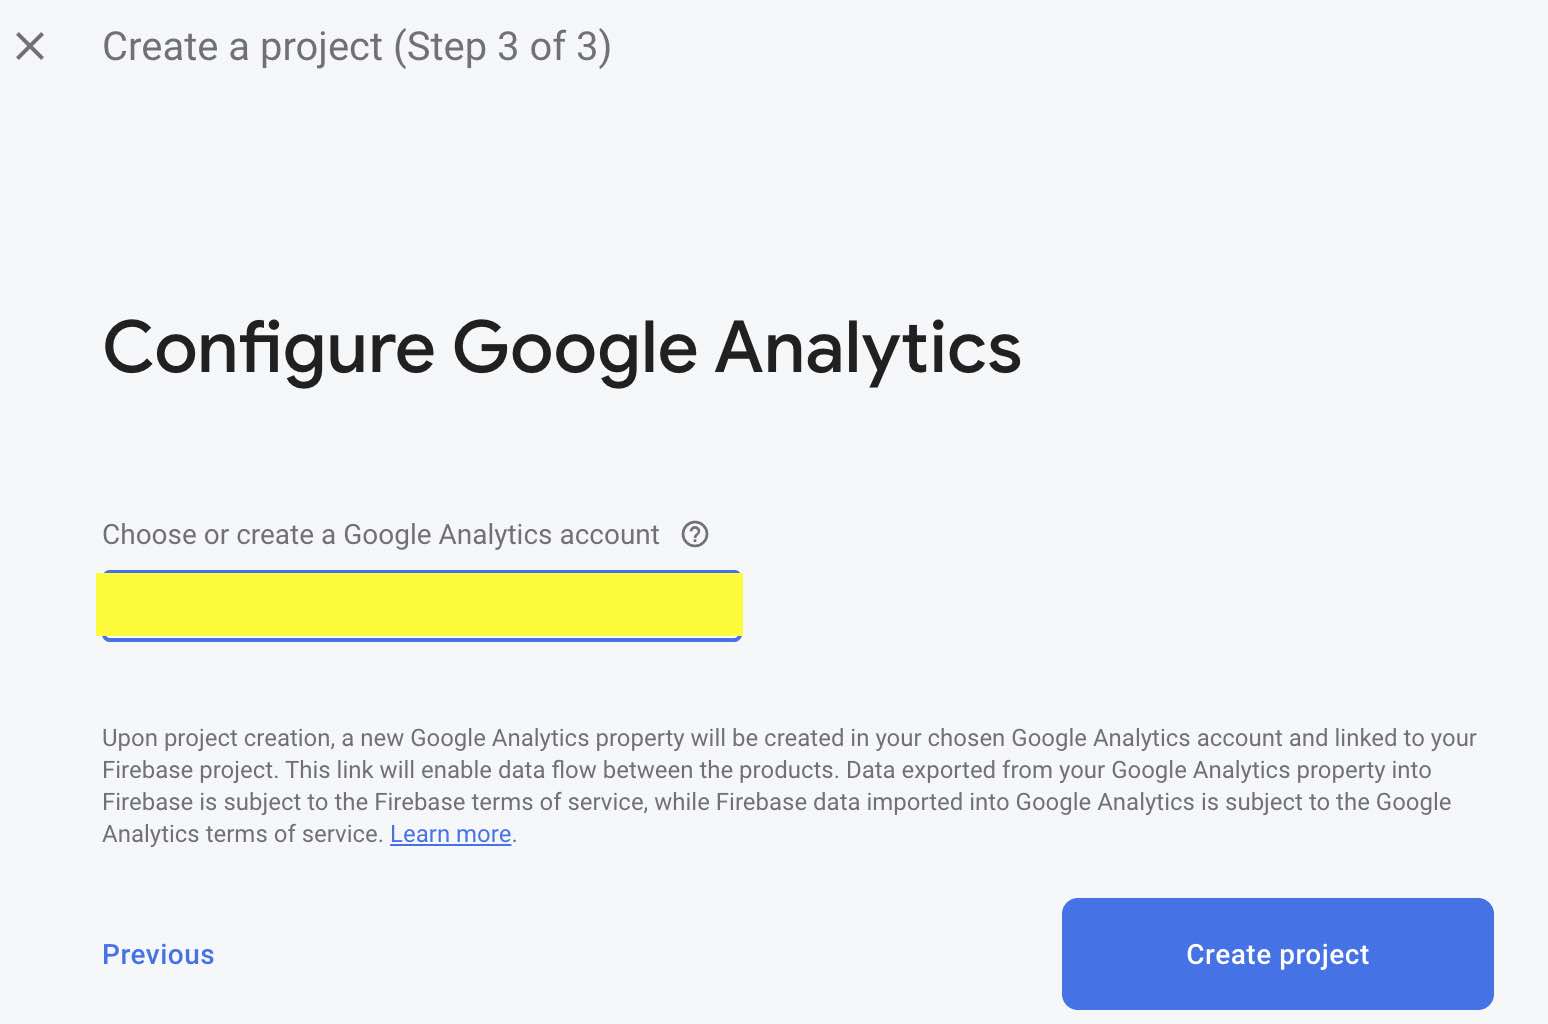 Create a project (Step 3 of 3)
Configure Google Analytics
Choose or create a Google Analytics account
Upon project creation, a new Google Analytics property will be created in your chosen Google Analytics account and linked to your
Firebase project. This link will enable data flow between the products. Data exported from your Google Analytics property into
Firebase is subject to the Firebase terms of service, while Firebase data imported into Google Analytics is subject to the Google
Analytics terms of service. Learn more.
Previous
Create project